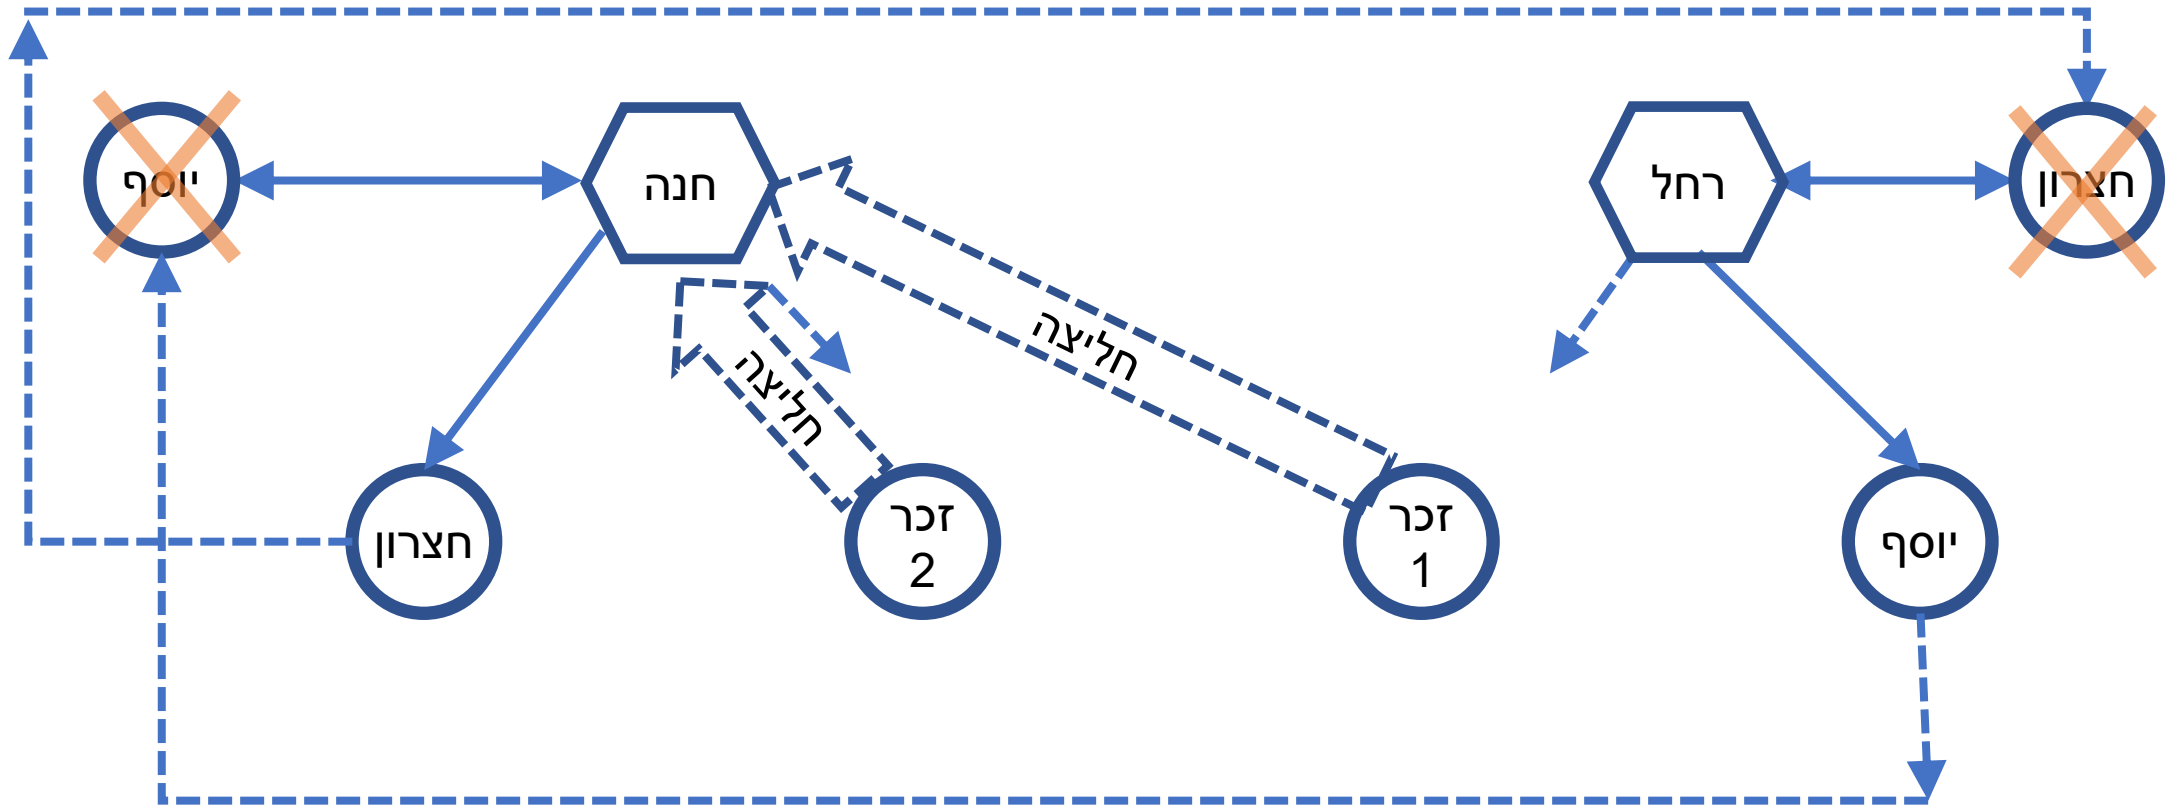 חצרון
רחל
חנה
יוסף
חליצה
חליצה
יוסף
זכר
1
זכר
2
חצרון